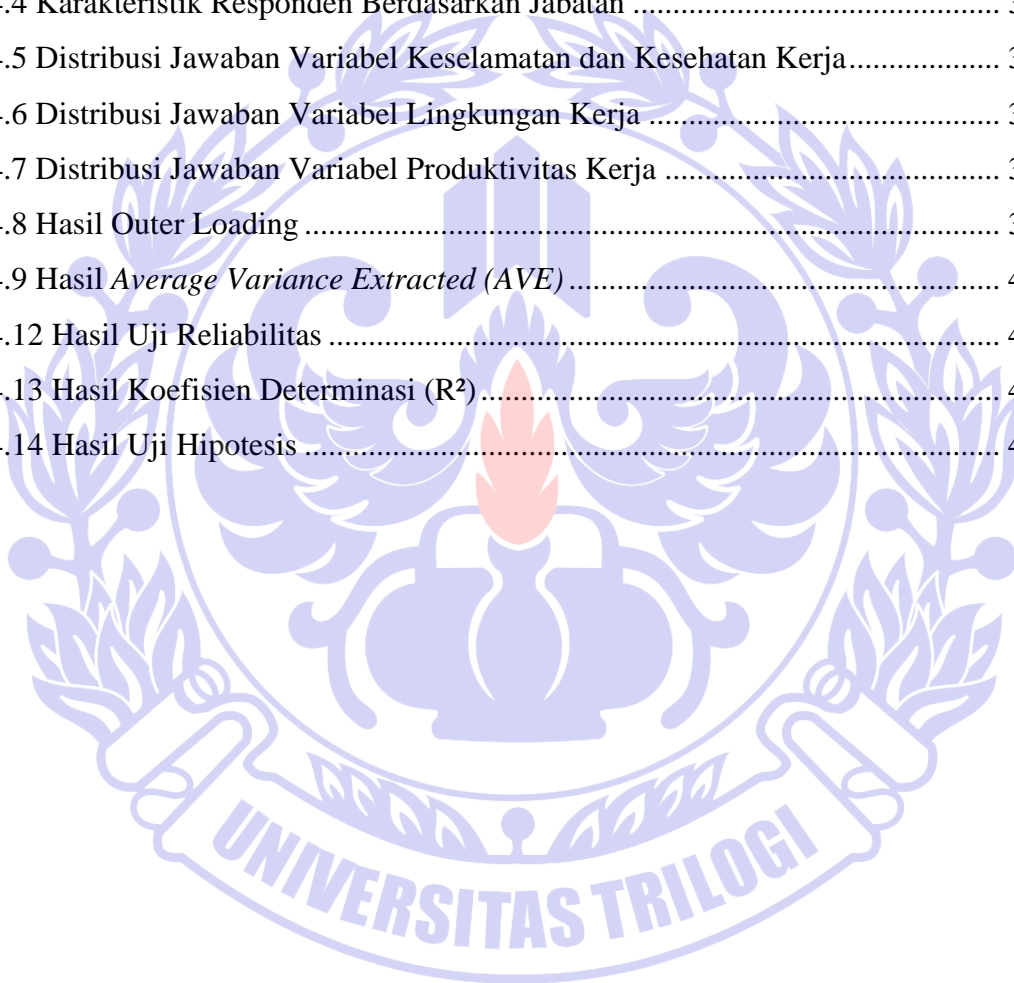 .4 Karakteristik Responden Berdasarkan Jabatan ........................................... 3
.5 Distribusi Jawaban Variabel Keselamatan dan Kesehatan Kerja.................. 3
.6 Distribusi Jawaban Variabel Lingkungan Kerja ......................................... 3
.7 Distribusi Jawaban Variabel Produktivitas Kerja ....................................... 3
.8 Hasil Outer Loading ................................................................................... 3
.9 Hasil Average Variance Extracted (AVE) .................................................... 4
.12 Hasil Uji Reliabilitas ................................................................................ 4
.13 Hasil Koefisien Determinasi (R²) .............................................................. 4
.14 Hasil Uji Hipotesis ................................................................................... 4
UNIVERSITAS TRILOGI